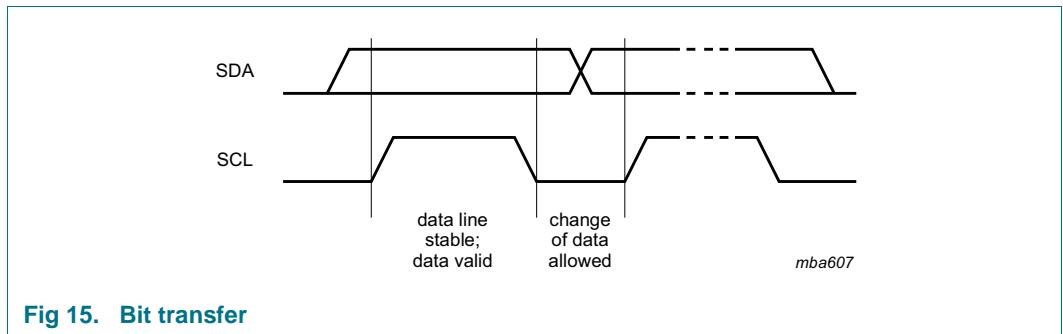 SDA
SCL
data line
stable;
data valid
change
of data
allowed
mba607
Fig 15. Bit transfer